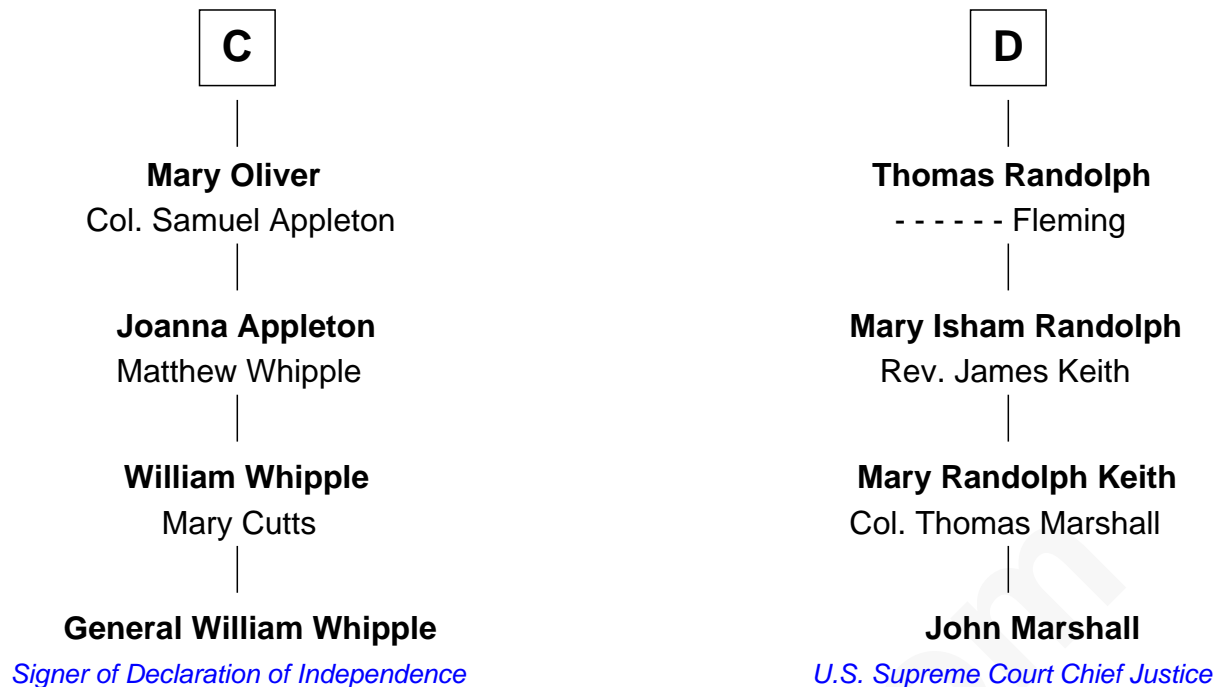 C
Mary Oliver
Col. Samuel Appleton
Joanna Appleton
Matthew Whipple
William Whipple
Mary Cutts
General William Whipple
Signer of Declaration of Independence
D
Thomas Randolph
- - - - - - Fleming
Mary Isham Randolph
Rev. James Keith
Mary Randolph Keith
Col. Thomas Marshall
John Marshall
U.S. Supreme Court Chief Justice